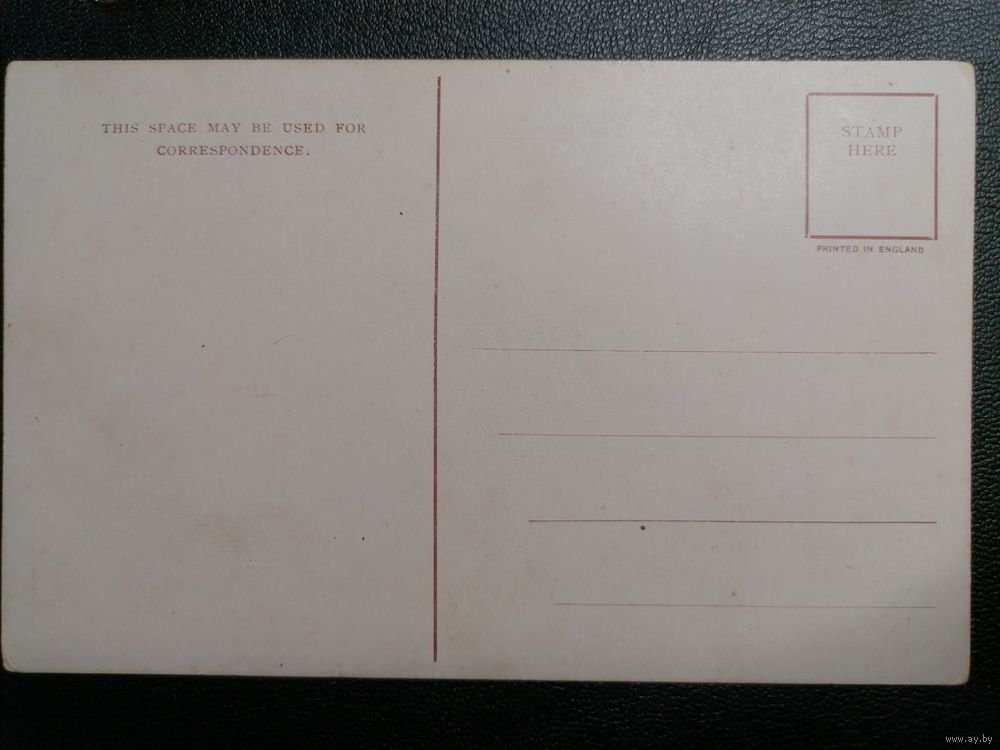 THIS SPACE MAY BE USED FOR
CORRESPONDENCE.
STAMP
HERE
PRINTED IN ENGLAND
www.ay.by